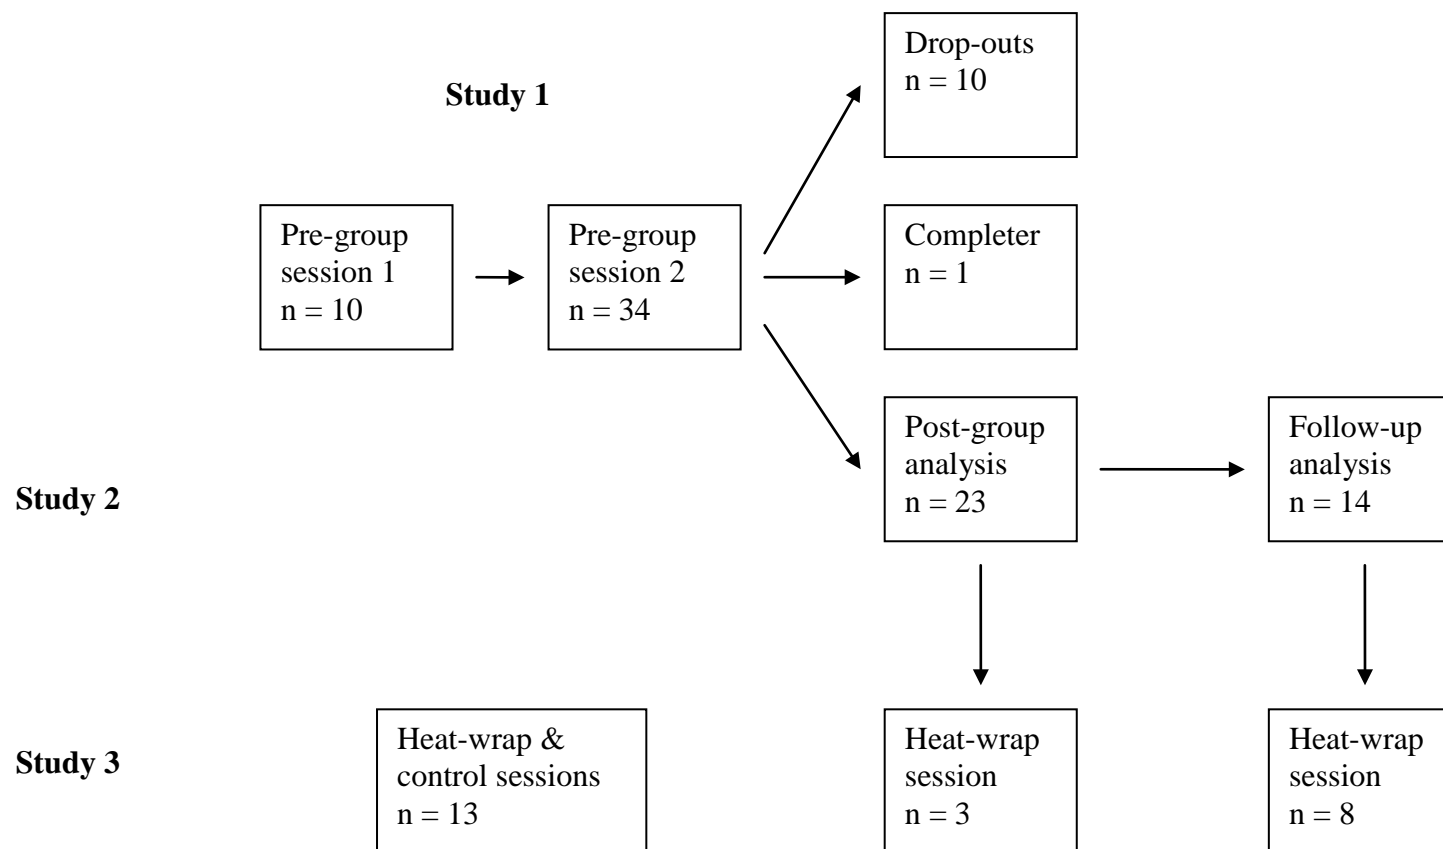 Drop-outs
n = 10
Study 1
Pre-group
session 1
n = 10
Pre-group
session 2
n = 34
Completer
n = 1
Post-group
analysis
n = 23
Follow-up
analysis
n = 14
Study 2
Study 3
Heat-wrap &
control sessions
n = 13
Heat-wrap
session
n = 3
Heat-wrap
session
n = 8